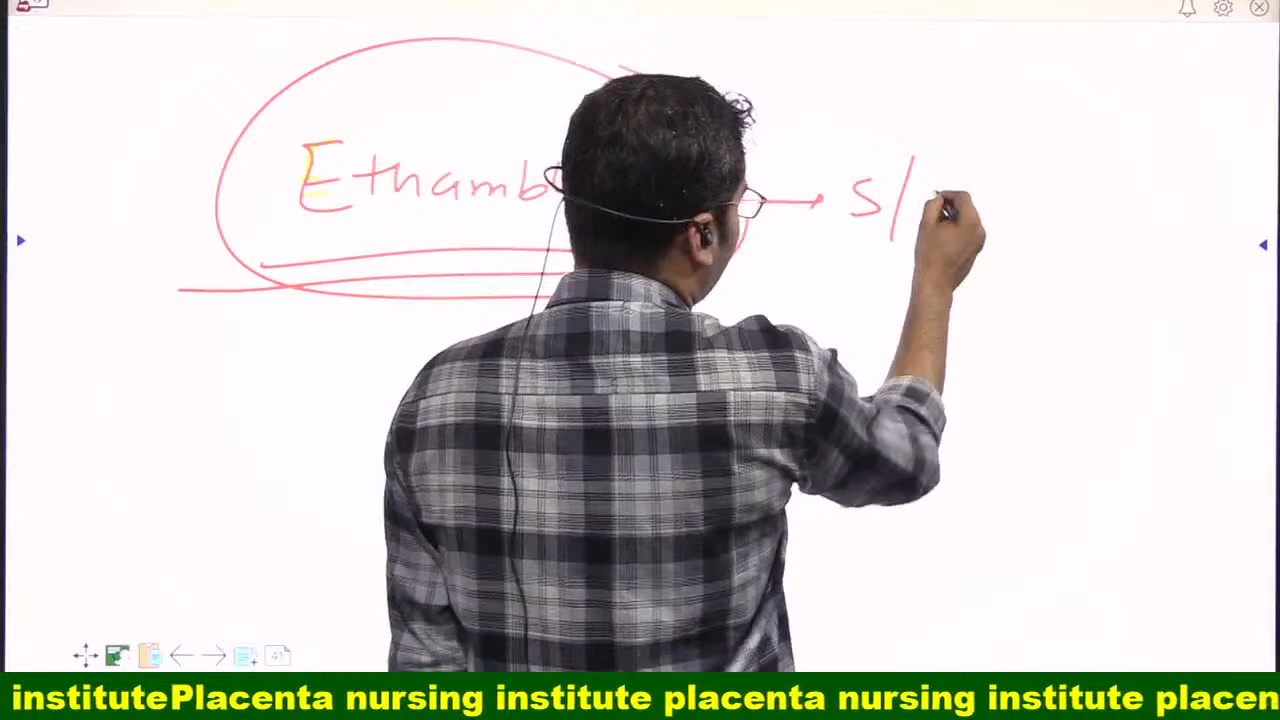 Ethamb → S/
institutePlacenta nursing institute placenta nursing institute placen